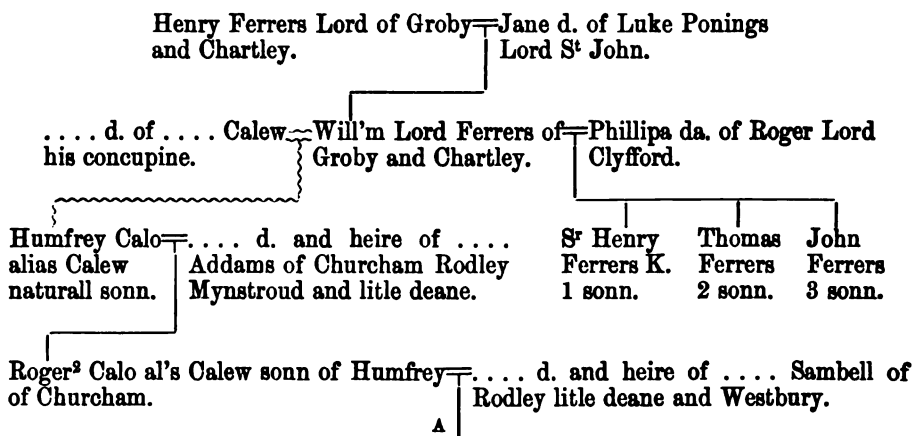 Henry Ferrers Lord of Groby Jane d. of Luke Ponings
and Chartley. Lord Sᵗ John.
. . . . d. of . . . . Calew Will'm Lord Ferrers of Phillipa da. of Roger Lord
his concupine. Groby and Chartley. Clyfford.
Humfrey Calo . . . . d. and heire of . . . . Sʳ Henry Thomas John
alias Calew Addams of Churcham Rodley Ferrers K. Ferrers Ferrers
naturall sonn. Mynstroud and litle deane. 1 sonn. 2 sonn. 3 sonn.
Roger² Calo al's Calew sonn of Humfrey . . . . d. and heire of . . . . Sambell of
of Churcham. Rodley litle deane and Westbury.
A